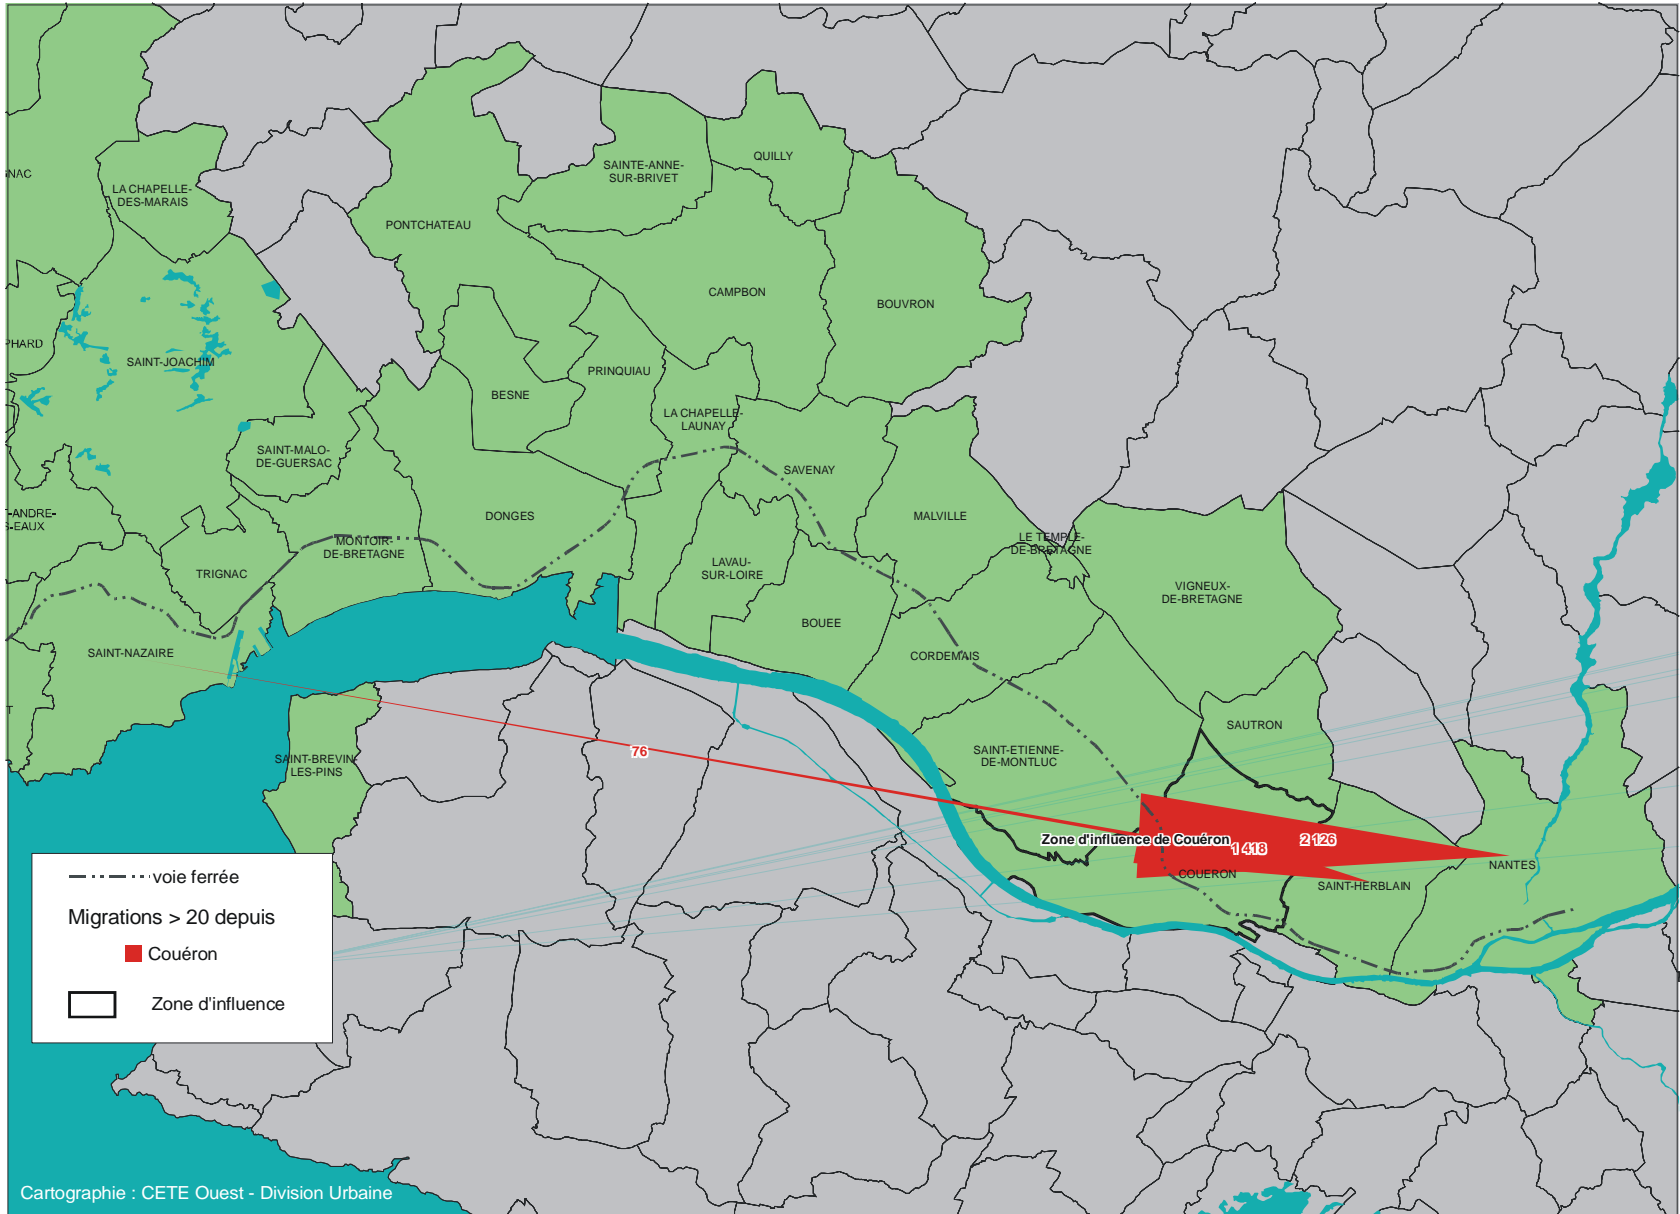 QUILLY
SAINTE-ANNE-
SUR-BRIVET
GNAC
LA CHAPELLE-
DES-MARAIS
PONTCHATEAU
CAMPBON
BOUVRON
PHARD
SAINT-JOACHIM
PRINQUIAU
BESNE
LA CHAPELLE-
LAUNAY
SAINT-MALO-
DE-GUERSAC
SAVENAY
T-ANDRE-
S-EAUX
DONGES
MALVILLE
MONTOIR-
DE-BRETAGNE
LE TEMPLE-
DE-BRETAGNE
TRIGNAC
LAVAU-
SUR-LOIRE
VIGNEUX-
DE-BRETAGNE
BOUEE
SAINT-NAZAIRE
CORDEMAIS
T
SAUTRON
76
SAINT-ETIENNE-
DE-MONTLUC
SAINT-BREVIN-
LES-PINS
Zone d'influence de Couéron
1 418
2 126
NANTES
COUERON
SAINT-HERBLAIN
voie ferrée
Migrations > 20 depuis
Couéron
Zone d'influence
Cartographie : CETE Ouest - Division Urbaine